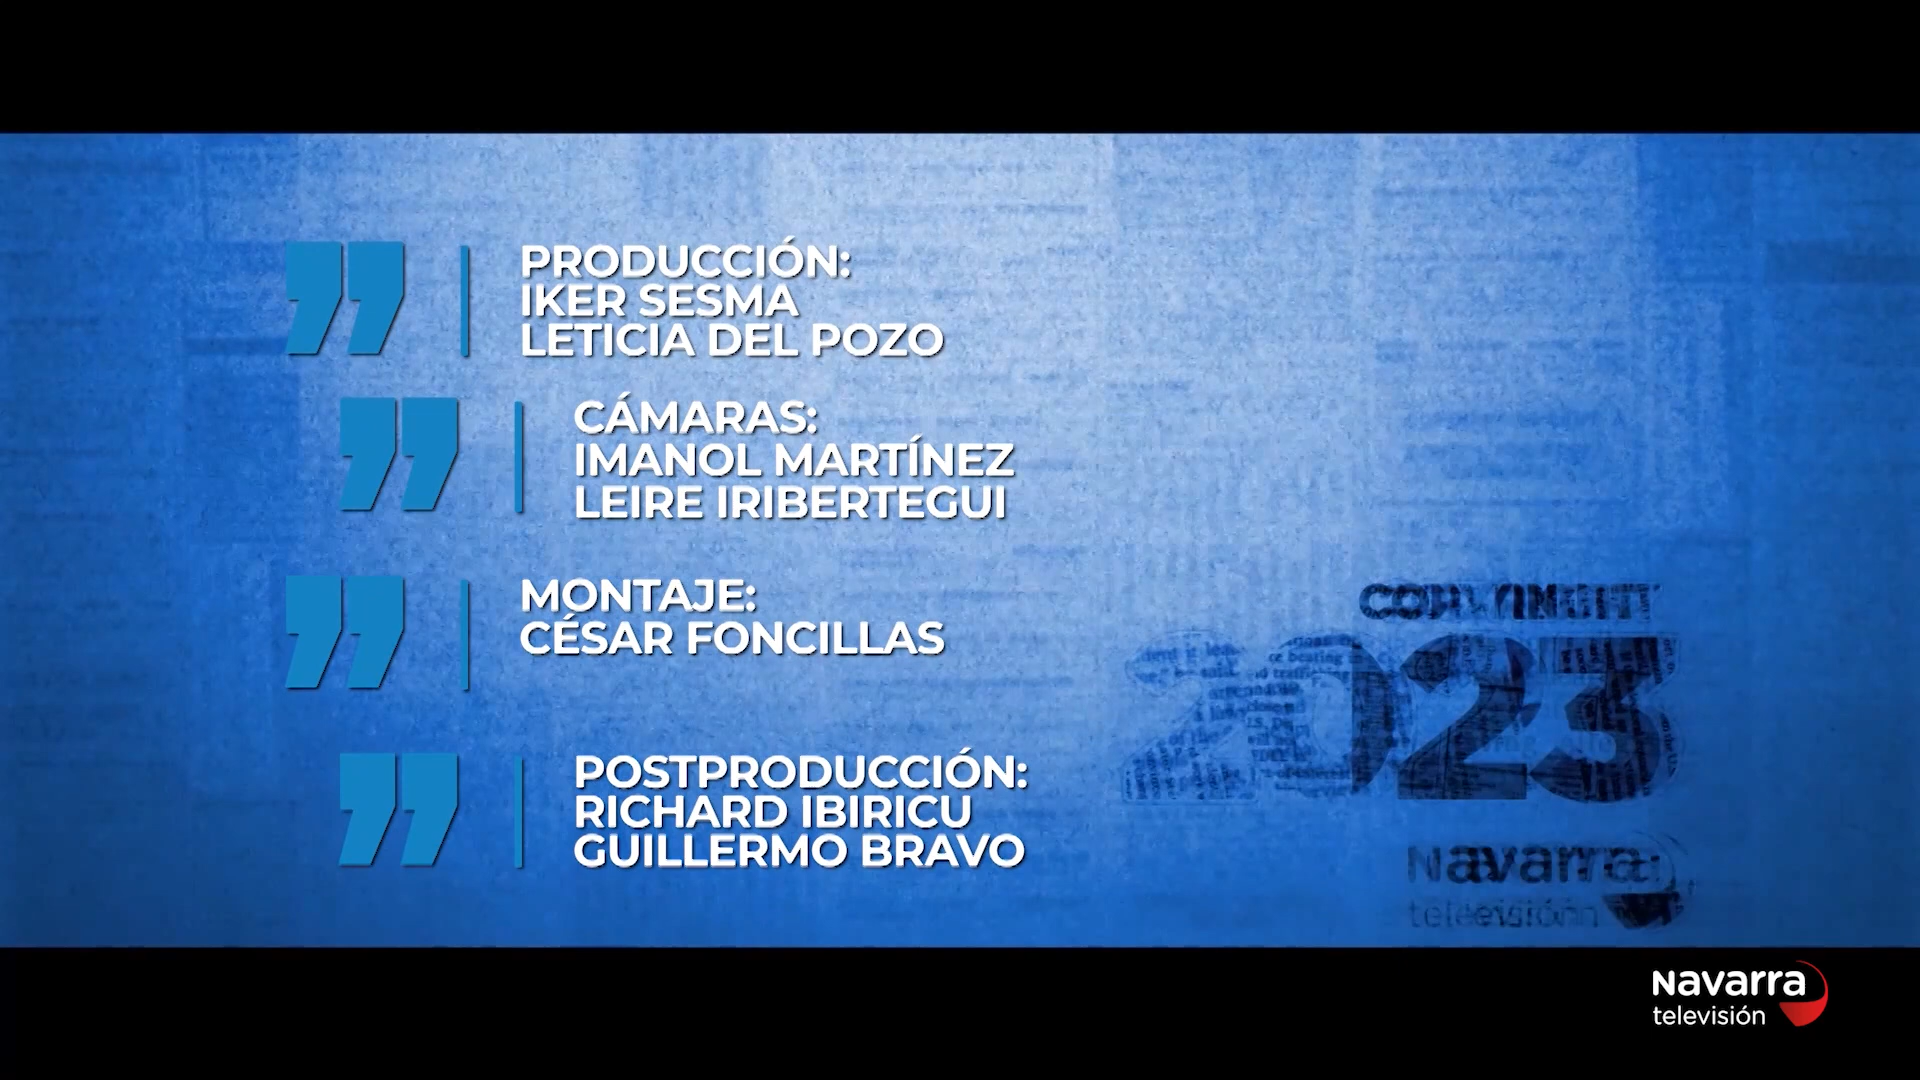 PRODUCCIÓN:
IKER SESMA
LETICIA DEL POZO
CÁMARAS:
IMANOL MARTÍNEZ
LEIRE IRIBERTEGUI
MONTAJE:
CÉSAR FONCILLAS
POSTPRODUCCIÓN:
RICHARD IBIRICU
GUILLERMO BRAVO
2023
Navarra
televisión
Navarra
televisión